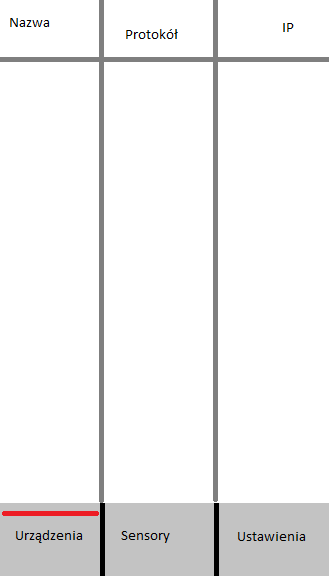 Nazwa
Protokół
IP
Urządzenia
Sensory
Ustawienia